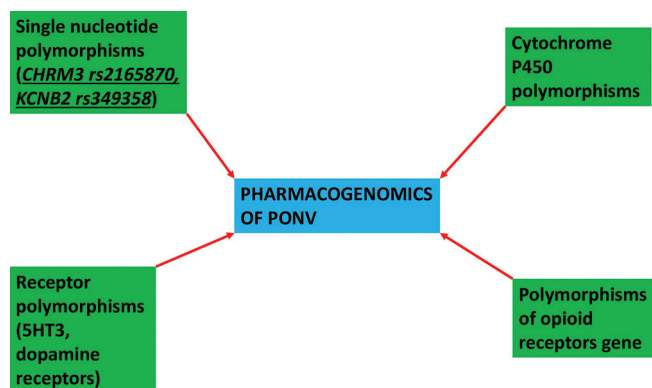 Single nucleotide
polymorphisms
(CHRM3 rs2165870,
KCNB2 rs349358)
Cytochrome
P450
polymorphisms
PHARMACOGENOMICS
OF PONV
Receptor
polymorphisms
(5HT3,
dopamine
receptors)
Polymorphisms
of opioid
receptors gene